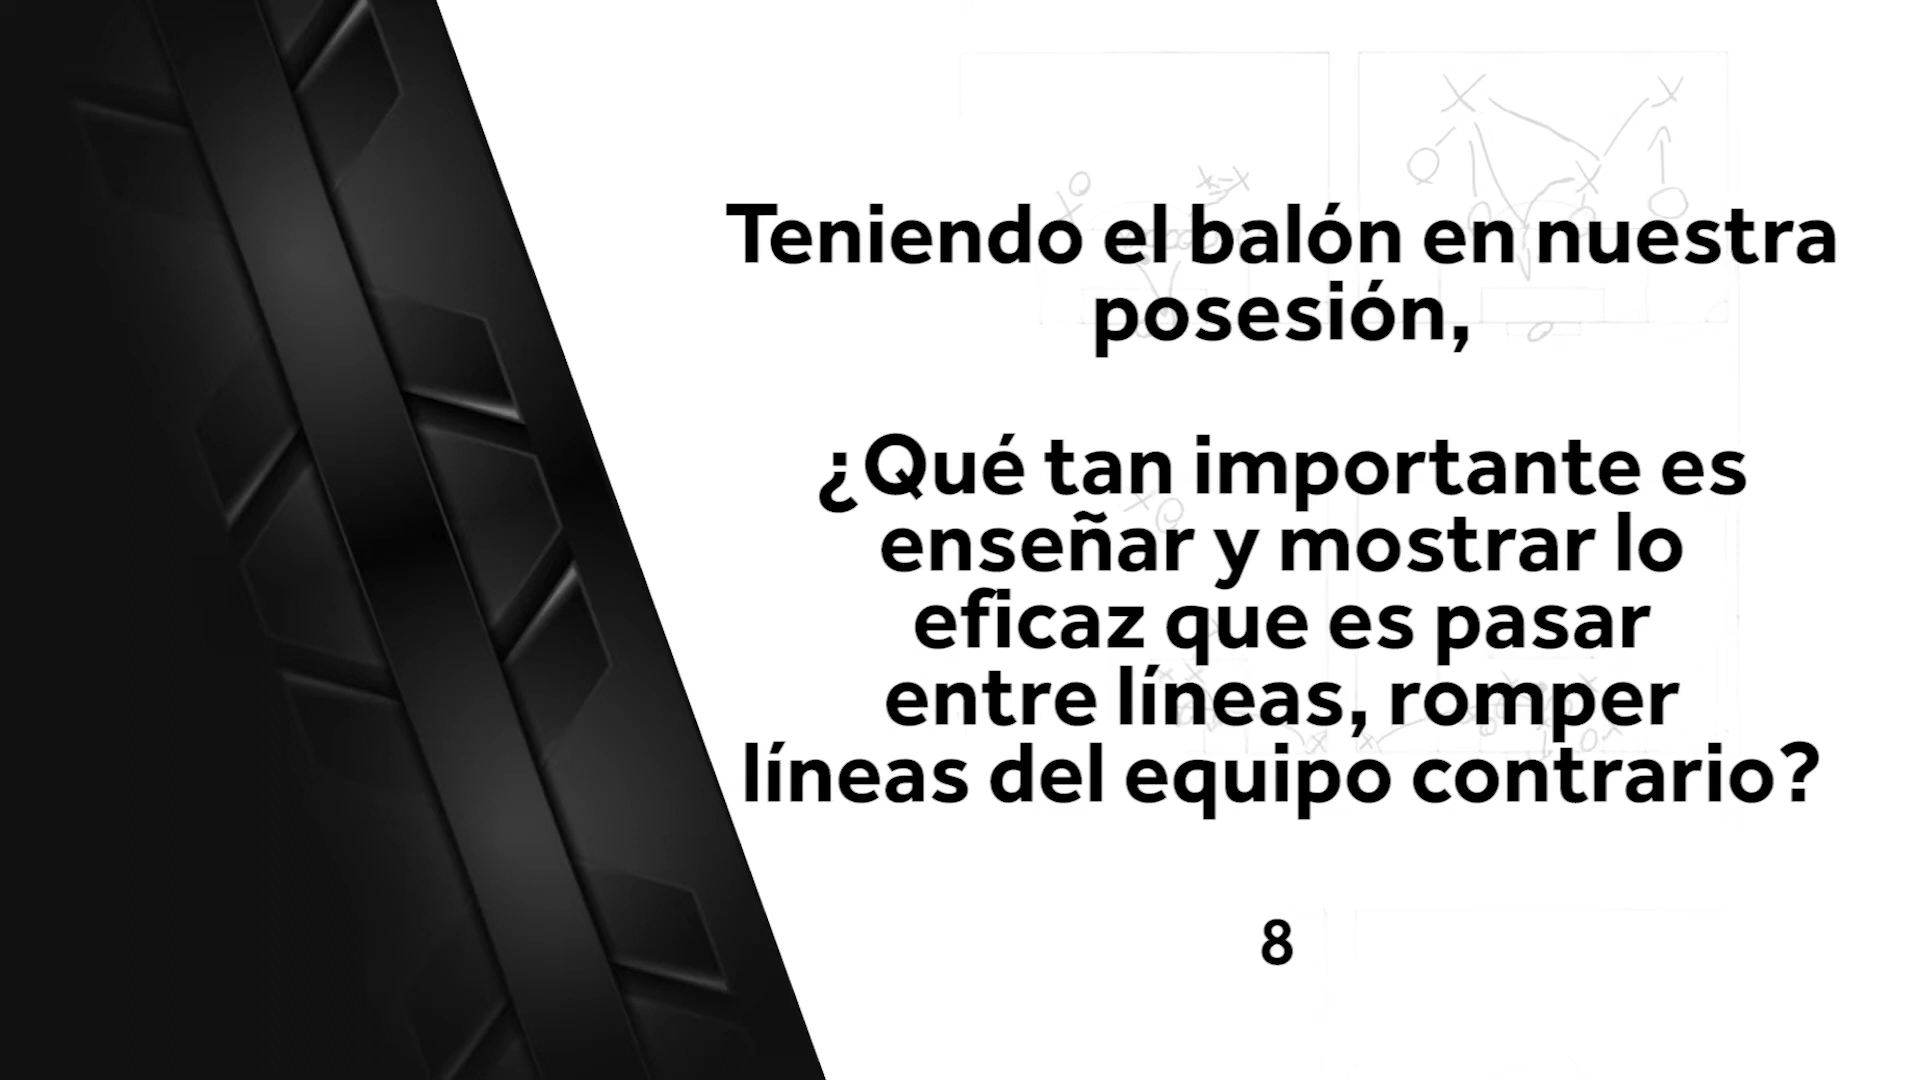 Teniendo el balón en nuestra
posesión,
¿Qué tan importante es
enseñar y mostrar lo
eficaz que es pasar
entre líneas, romper
líneas del equipo contrario?
8